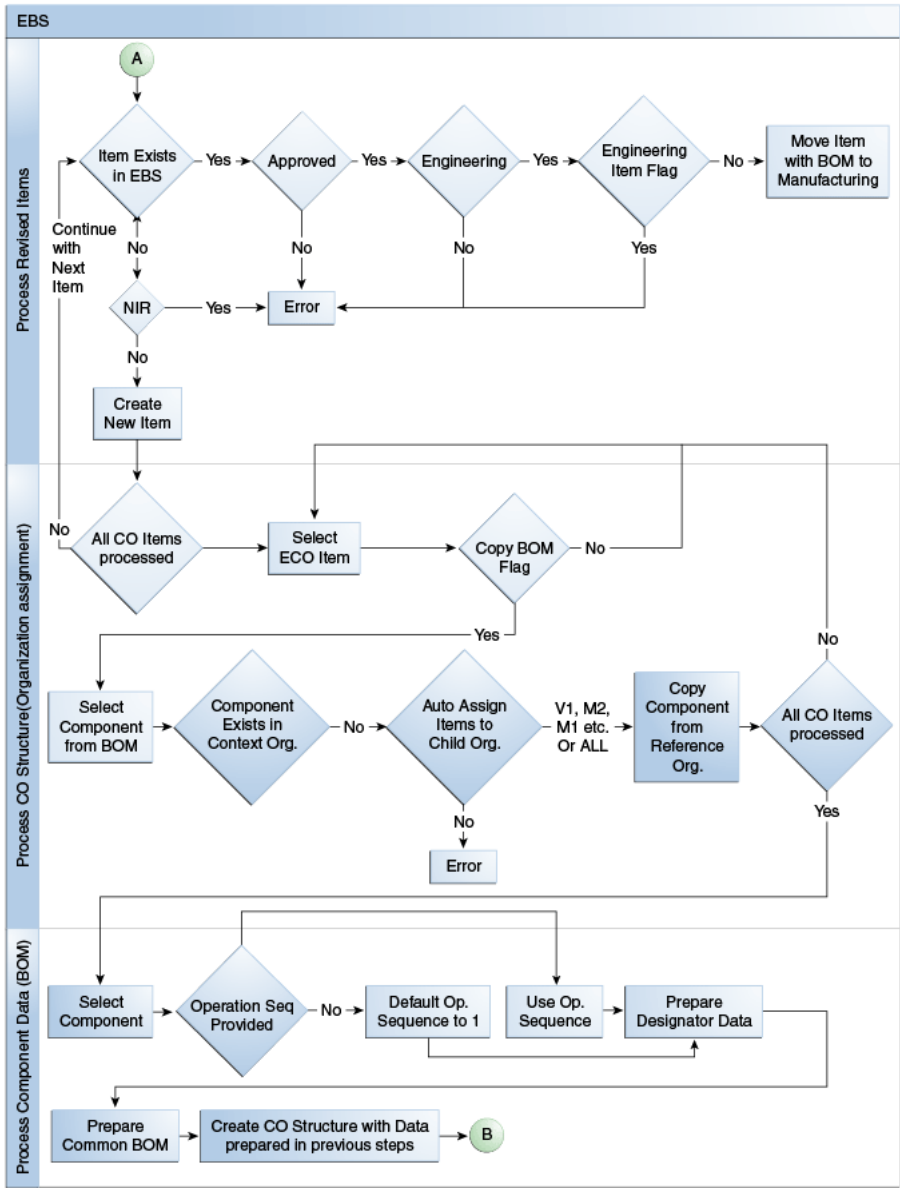 EBS
Process Revised Items
A
Item Exists
in EBS
Yes
Approved
Yes
Engineering
Yes
Engineering
Item Flag
No
Move Item
with BOM to
Manufacturing
Continue
with
Next
Item
No
No
No
Yes
NIR
Yes
Error
No
Create
New Item
Process CO Structure(Organization assignment)
No
All CO Items
processed
Select
ECO Item
Copy BOM
Flag
No
Yes
No
Select
Component
from BOM
Component
Exists in
Context Org.
No
Auto Assign
Items to
Child Org.
V1, M2,
M1 etc.
Or ALL
Copy
Component
from
Reference
Org.
All CO Items
processed
No
Yes
Error
Process Component Data (BOM)
Select
Component
Operation Seq
Provided
No
Default Op.
Sequence to 1
Use Op.
Sequence
Prepare
Designator Data
Prepare
Common BOM
Create CO Structure with Data
prepared in previous steps
B